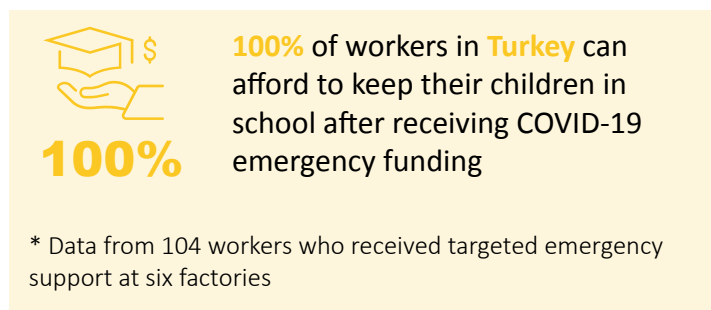 $
100%
100% of workers in Turkey can
afford to keep their children in
school after receiving COVID-19
emergency funding
* Data from 104 workers who received targeted emergency
support at six factories